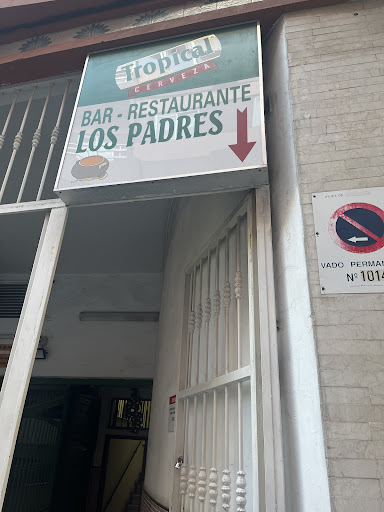 Tropical
CERVEZA
BAR - RESTAURANTE
LOS PADRES
VADO PERMAN
Nº 1014